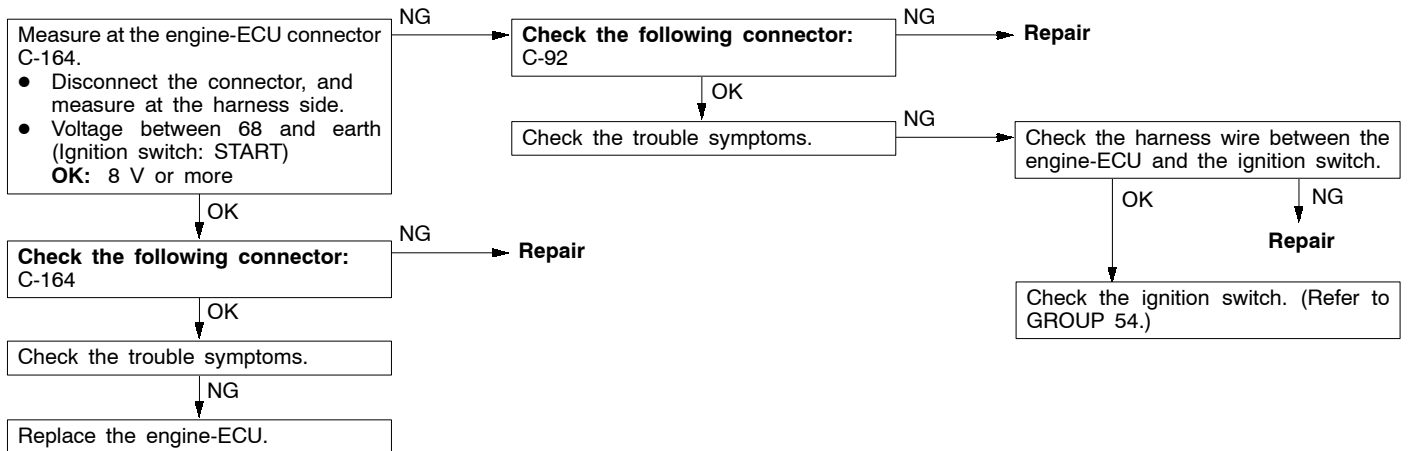 Measure at the engine-ECU connector
C-164.
● Disconnect the connector, and
measure at the harness side.
● Voltage between 68 and earth
(Ignition switch: START)
OK: 8 V or more
NG
Check the following connector:
C-92
NG
Repair
OK
Check the trouble symptoms.
NG
Check the harness wire between the
engine-ECU and the ignition switch.
OK
NG
Repair
Check the ignition switch. (Refer to
GROUP 54.)
OK
Check the following connector:
C-164
NG
Repair
OK
Check the trouble symptoms.
NG
Replace the engine-ECU.